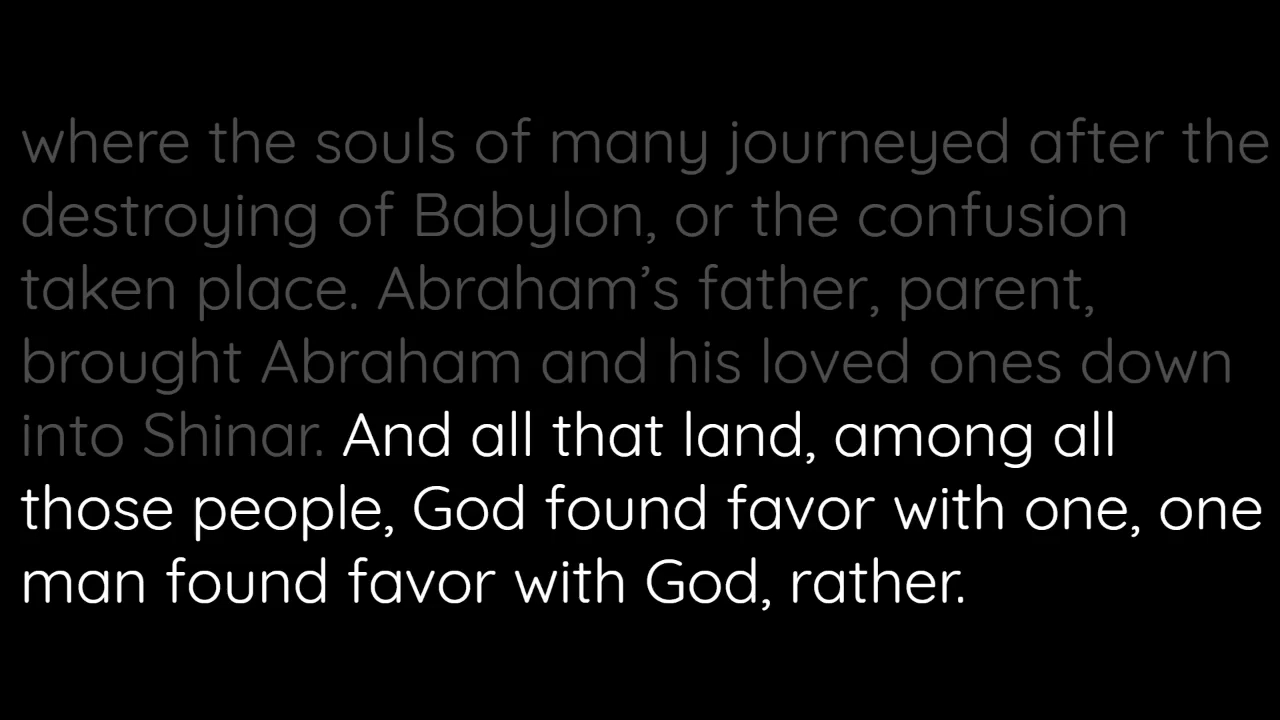 where the souls of many journeyed after the
destroying of Babylon, or the confusion
taken place. Abraham’s father, parent,
brought Abraham and his loved ones down
into Shinar. And all that land, among all
those people, God found favor with one, one
man found favor with God, rather.